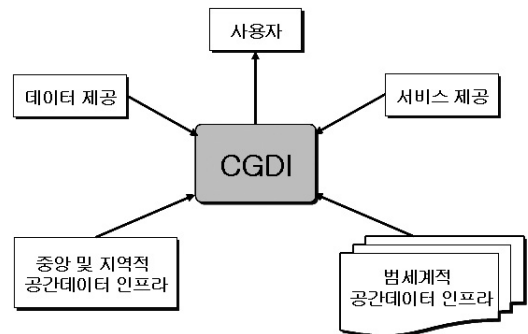 사용자
데이터 제공
서비스 제공
CGDI
중앙 및 지역적
공간데이터 인프라
범세계적
공간데이터 인프라